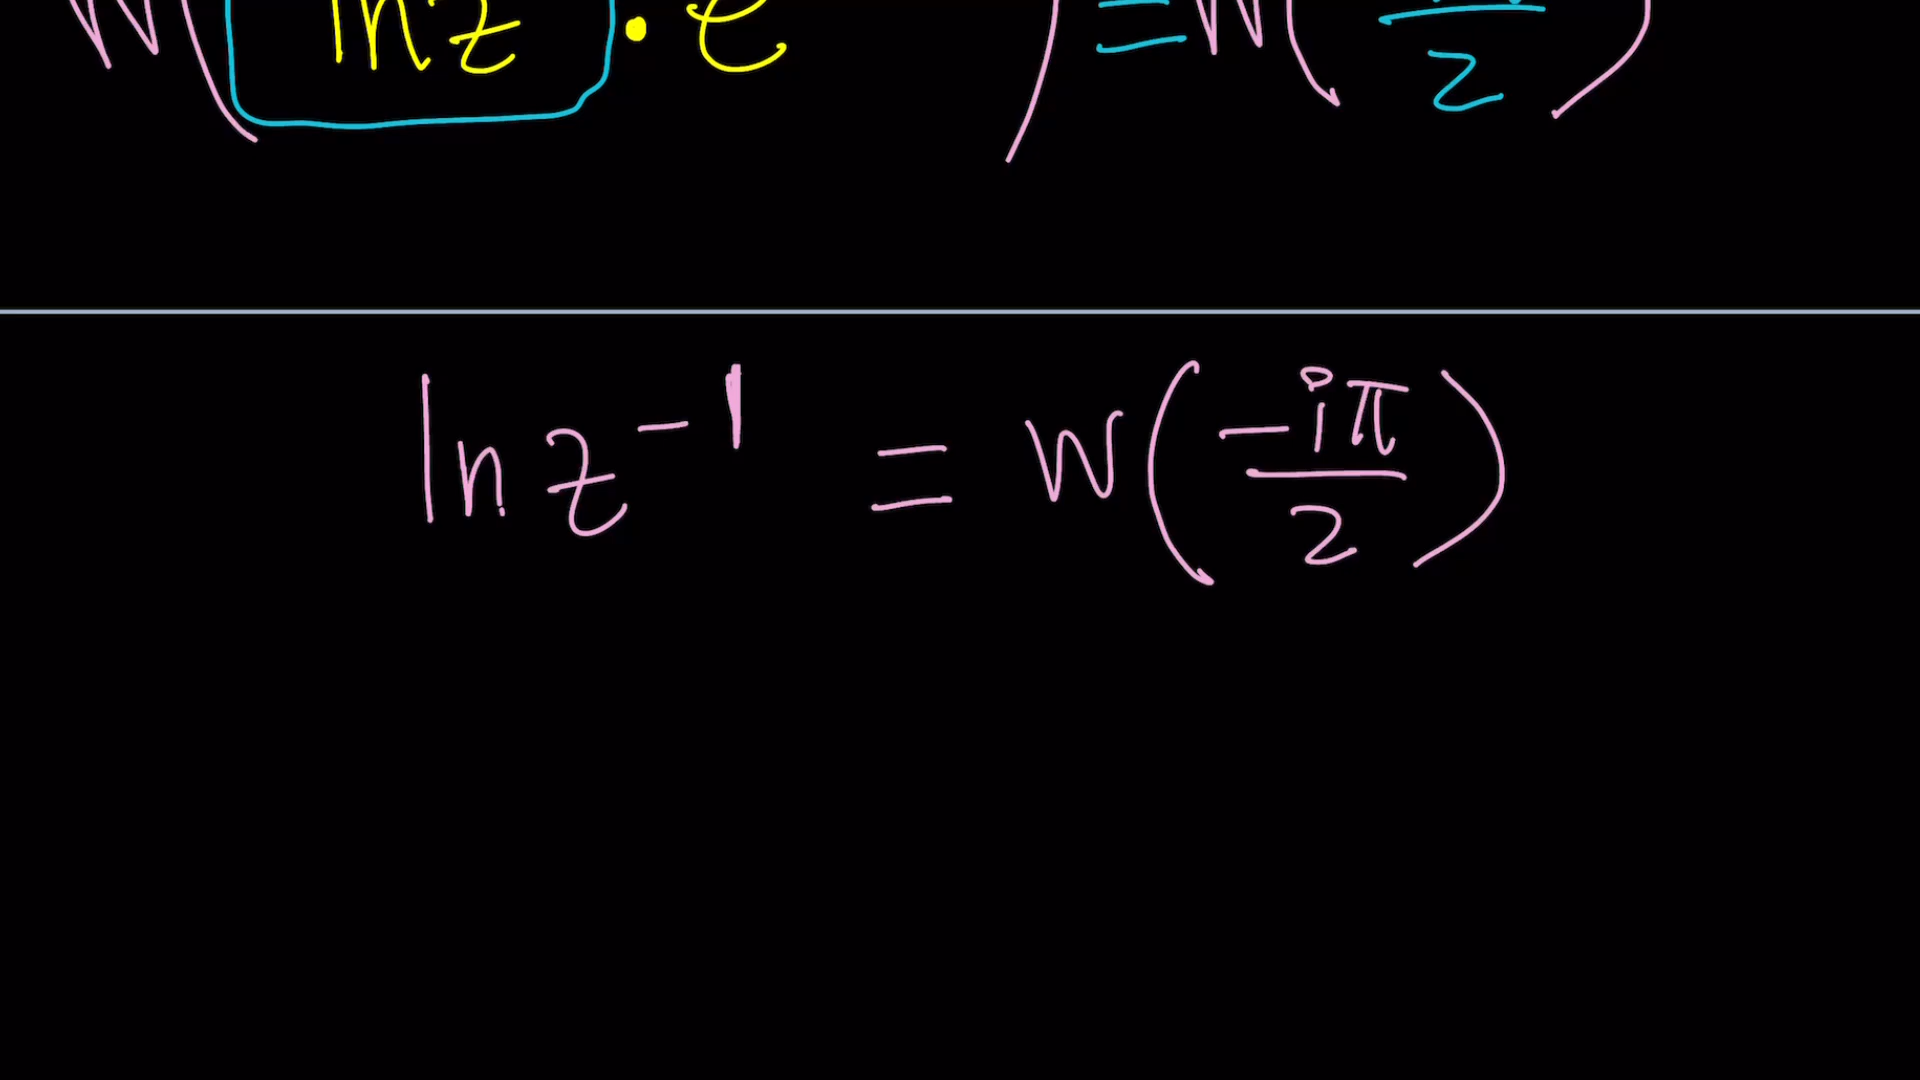 W( ln z · e ) = W( / 2 )
ln z^-1 = W( -iπ / 2 )